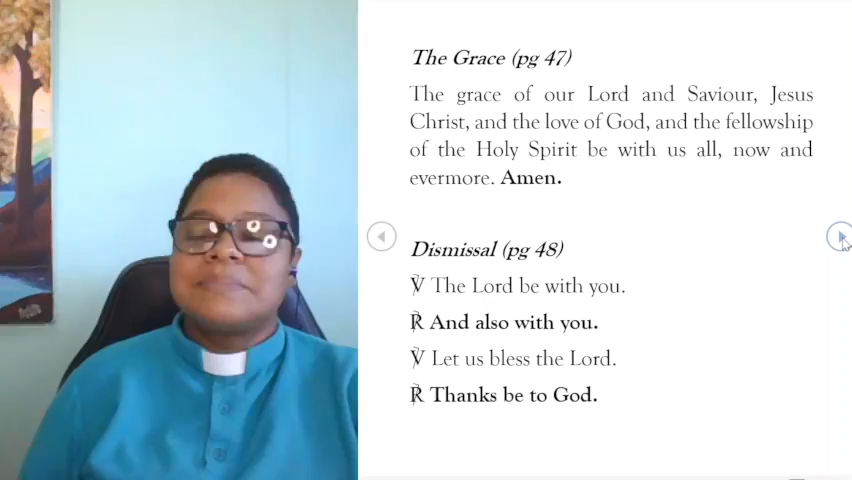 The Grace (pg 47)
The grace of our Lord and Saviour, Jesus
Christ, and the love of God, and the fellowship
of the Holy Spirit be with us all, now and
evermore. Amen.
Dismissal (pg 48)
℣ The Lord be with you.
℟ And also with you.
℣ Let us bless the Lord.
℟ Thanks be to God.